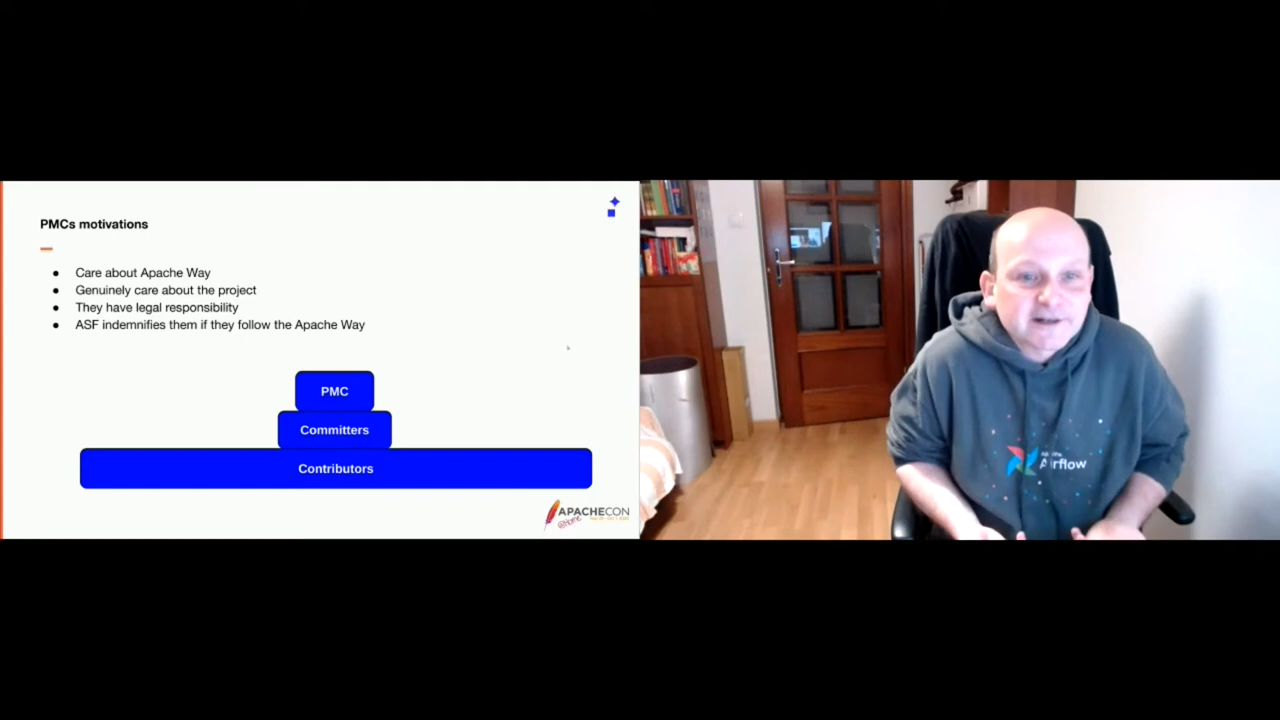 PMCs motivations
● Care about Apache Way
● Genuinely care about the project
● They have legal responsibility
● ASF indemnifies them if they follow the Apache Way
PMC
Committers
Contributors
APACHECON
@Home
Airflow